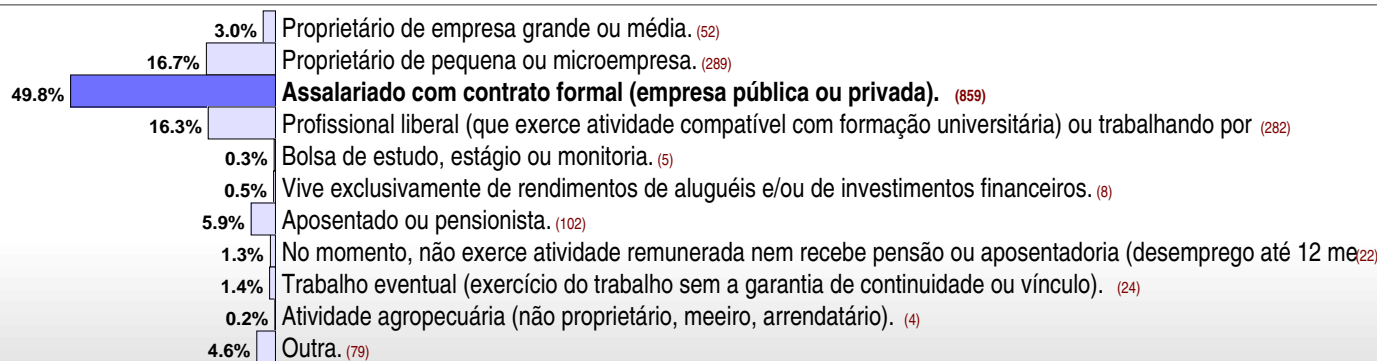 3.0% Proprietário de empresa grande ou média. (52)
16.7% Proprietário de pequena ou microempresa. (289)
49.8% Assalariado com contrato formal (empresa pública ou privada). (859)
16.3% Profissional liberal (que exerce atividade compatível com formação universitária) ou trabalhando por (282)
0.3% Bolsa de estudo, estágio ou monitoria. (5)
0.5% Vive exclusivamente de rendimentos de aluguéis e/ou de investimentos financeiros. (8)
5.9% Aposentado ou pensionista. (102)
1.3% No momento, não exerce atividade remunerada nem recebe pensão ou aposentadoria (desemprego até 12 me(22)
1.4% Trabalho eventual (exercício do trabalho sem a garantia de continuidade ou vínculo). (24)
0.2% Atividade agropecuária (não proprietário, meeiro, arrendatário). (4)
4.6% Outra. (79)